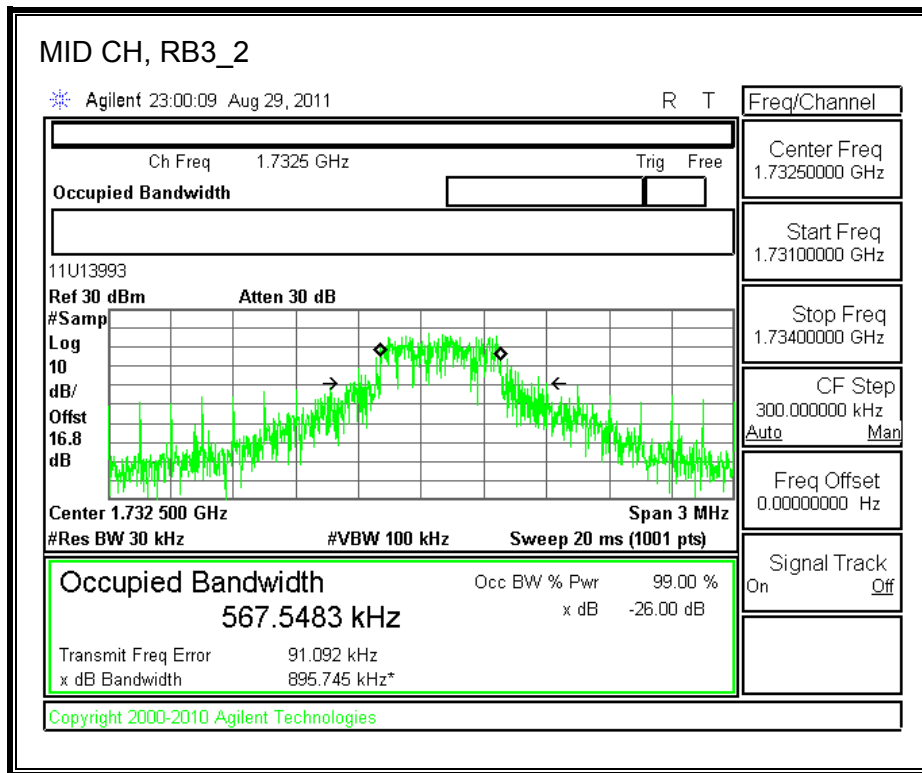 MID CH, RB3_2
Agilent 23:00:09 Aug 29, 2011 R T
Ch Freq 1.7325 GHz Trig Free
Occupied Bandwidth
11U13993
Ref 30 dBm Atten 30 dB
#Samp
Log
10
dB/
Offst
16.8
dB
Center 1.732 500 GHz Span 3 MHz
#Res BW 30 kHz #VBW 100 kHz Sweep 20 ms (1001 pts)
Occupied Bandwidth Occ BW % Pwr 99.00 %
567.5483 kHz x dB -26.00 dB
Transmit Freq Error 91.092 kHz
x dB Bandwidth 895.745 kHz*
Copyright 2000-2010 Agilent Technologies
Freq/Channel
Center Freq
1.73250000 GHz
Start Freq
1.73100000 GHz
Stop Freq
1.73400000 GHz
CF Step
300.000000 kHz
Auto Man
Freq Offset
0.00000000 Hz
Signal Track
On Off